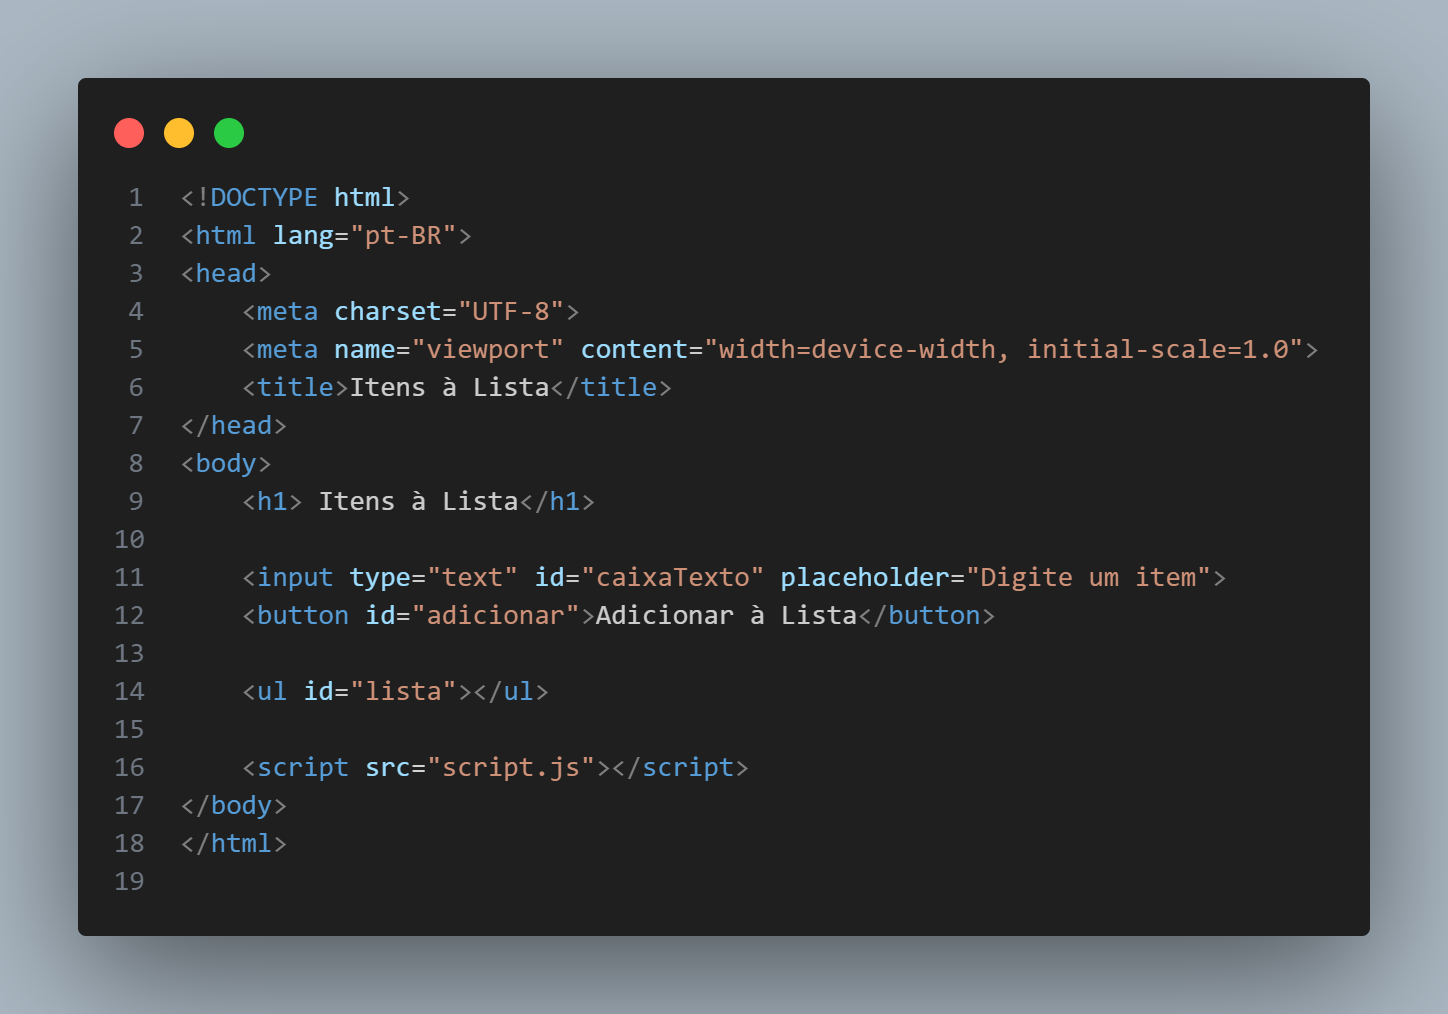 1 <!DOCTYPE html>
2 <html lang="pt-BR">
3 <head>
4     <meta charset="UTF-8">
5     <meta name="viewport" content="width=device-width, initial-scale=1.0">
6     <title>Itens à Lista</title>
7 </head>
8 <body>
9     <h1> Itens à Lista</h1>
10
11     <input type="text" id="caixaTexto" placeholder="Digite um item">
12     <button id="adicionar">Adicionar à Lista</button>
13
14     <ul id="lista"></ul>
15
16     <script src="script.js"></script>
17 </body>
18 </html>
19